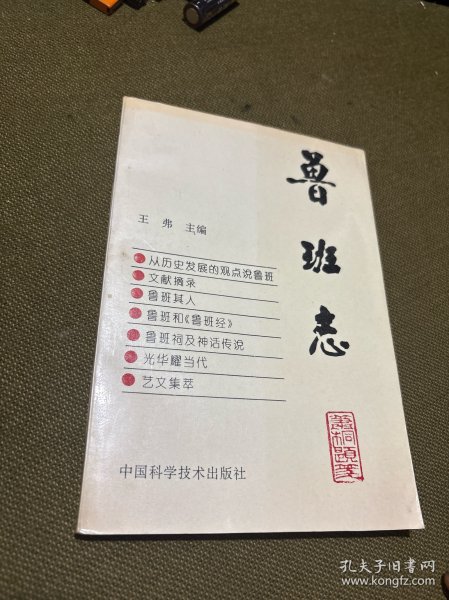 鲁班志
王 弗 主编
从历史发展的观点说鲁班
文献摘录
鲁班其人
鲁班和《鲁班经》
鲁班祠及神话传说
光华耀当代
艺文集萃
中国科学技术出版社
孔夫子旧书网
www.kongfz.com